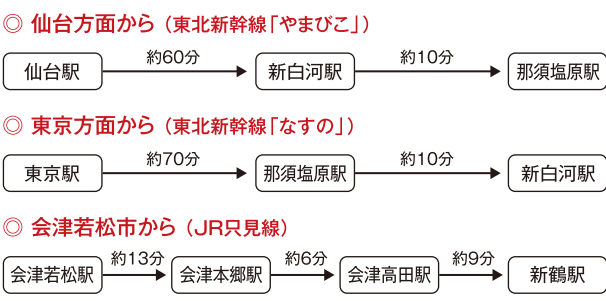 ◎ 仙台方面から（東北新幹線「やまびこ」）
約60分 約10分
仙台駅 新白河駅 那須塩原駅
◎ 東京方面から（東北新幹線「なすの」）
約70分 約10分
東京駅 那須塩原駅 新白河駅
◎ 会津若松市から（JR只見線）
約13分 約6分 約9分
会津若松駅 会津本郷駅 会津高田駅 新鶴駅